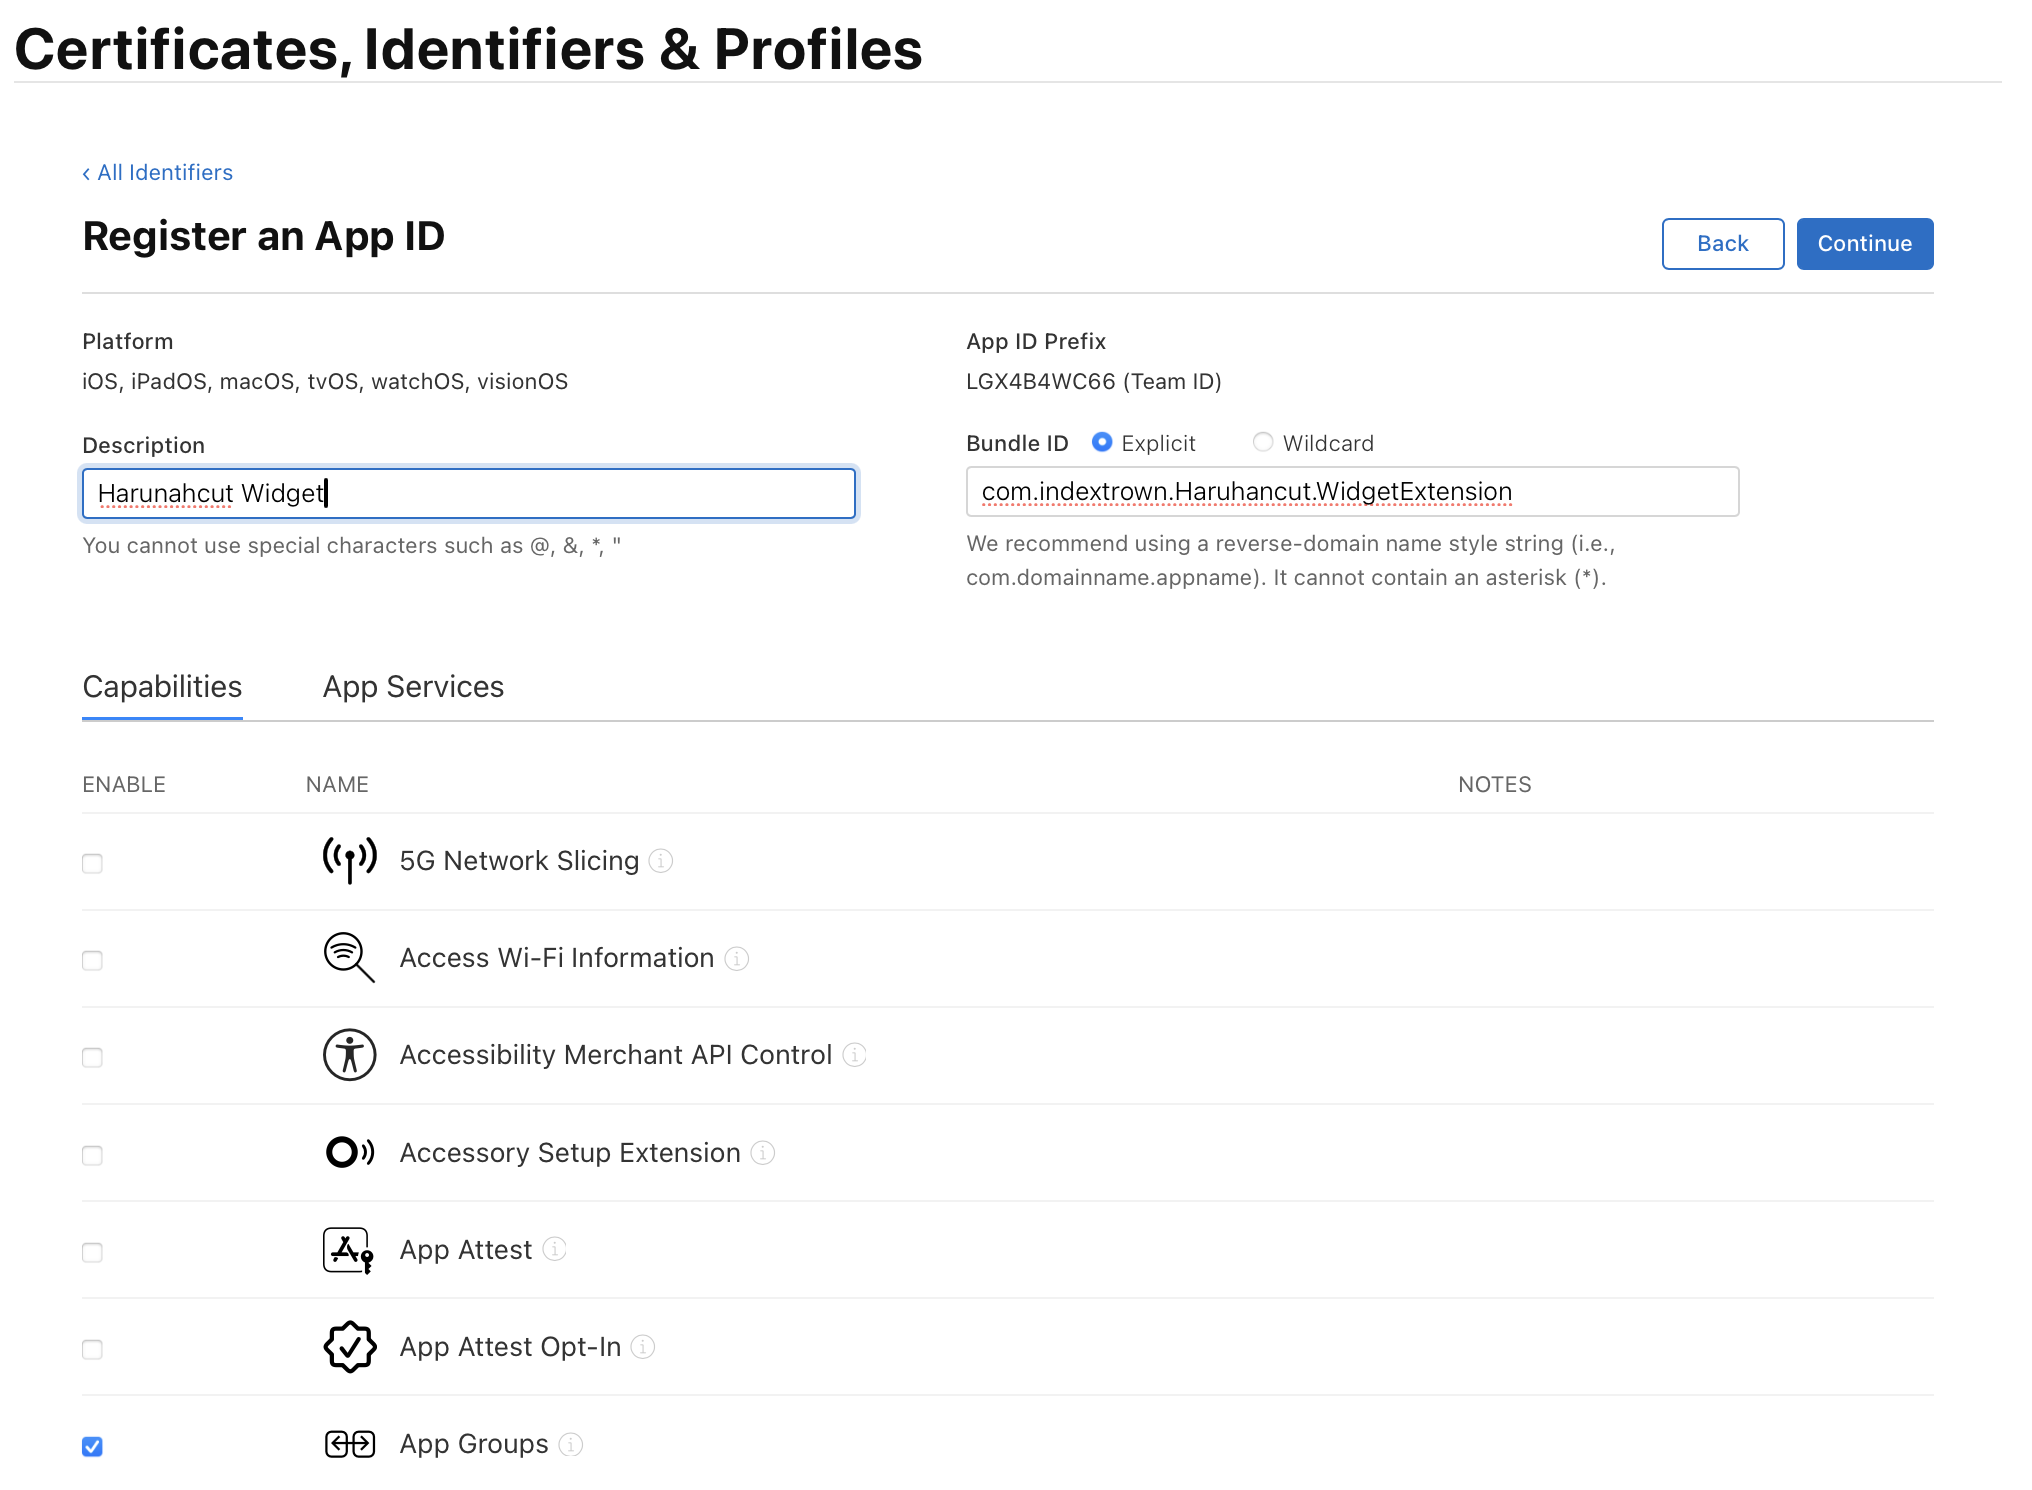 Certificates, Identifiers & Profiles
‹ All Identifiers
Register an App ID
Back
Continue
Platform
iOS, iPadOS, macOS, tvOS, watchOS, visionOS
App ID Prefix
LGX4B4WC66 (Team ID)
Description
Harunahcut Widget
You cannot use special characters such as @, &, *, "
Bundle ID
Explicit
Wildcard
com.indextrown.Haruhancut.WidgetExtension
We recommend using a reverse-domain name style string (i.e.,
com.domainname.appname). It cannot contain an asterisk (*).
Capabilities
App Services
ENABLE
NAME
NOTES
5G Network Slicing
Access Wi-Fi Information
Accessibility Merchant API Control
Accessory Setup Extension
App Attest
App Attest Opt-In
App Groups